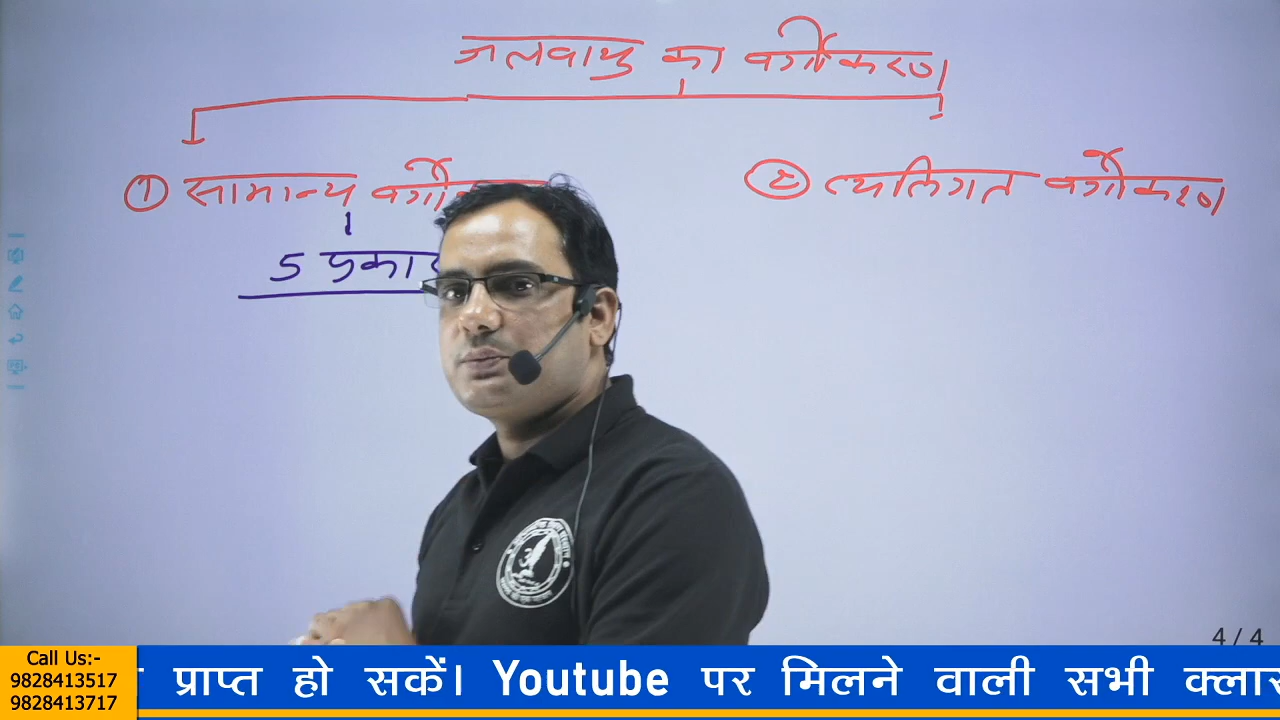 जलवायु का वर्गीकरण
① सामान्य
② व्यक्तिगत वर्गीकरण
5
4 / 4
Call Us:-
9828413517
9828413717
प्राप्त हो सकें। Youtube पर मिलने वाली सभी